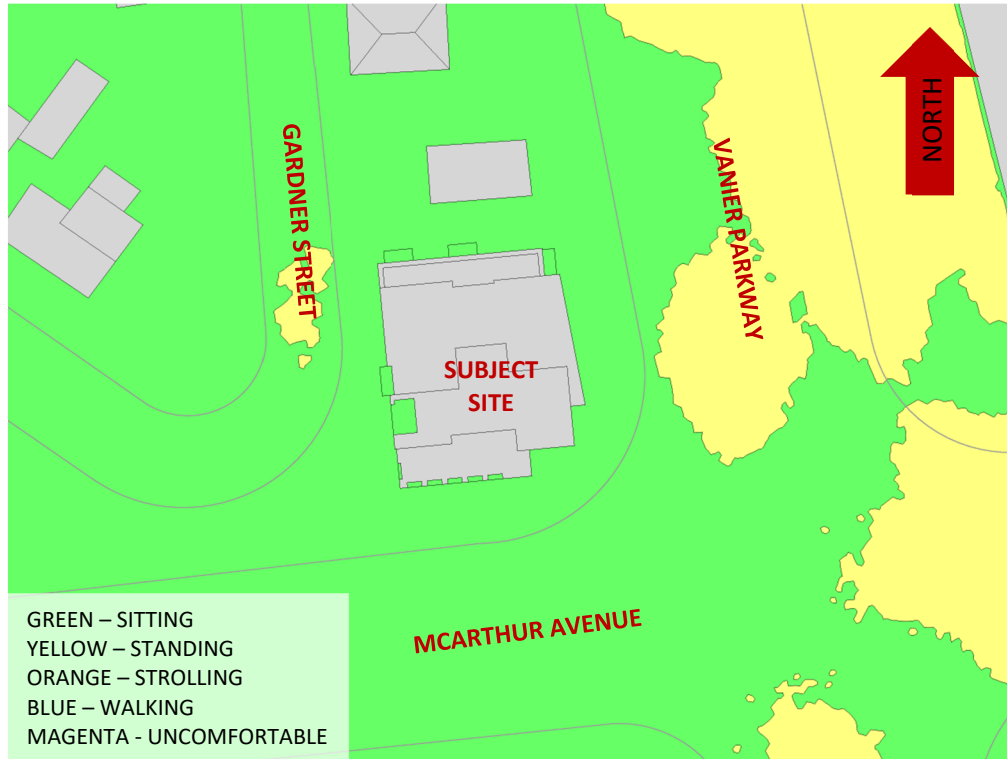 NORTH
GARDNER STREET
VANIER PARKWAY
SUBJECT
SITE
MCARTHUR AVENUE
GREEN – SITTING
YELLOW – STANDING
ORANGE – STROLLING
BLUE – WALKING
MAGENTA - UNCOMFORTABLE